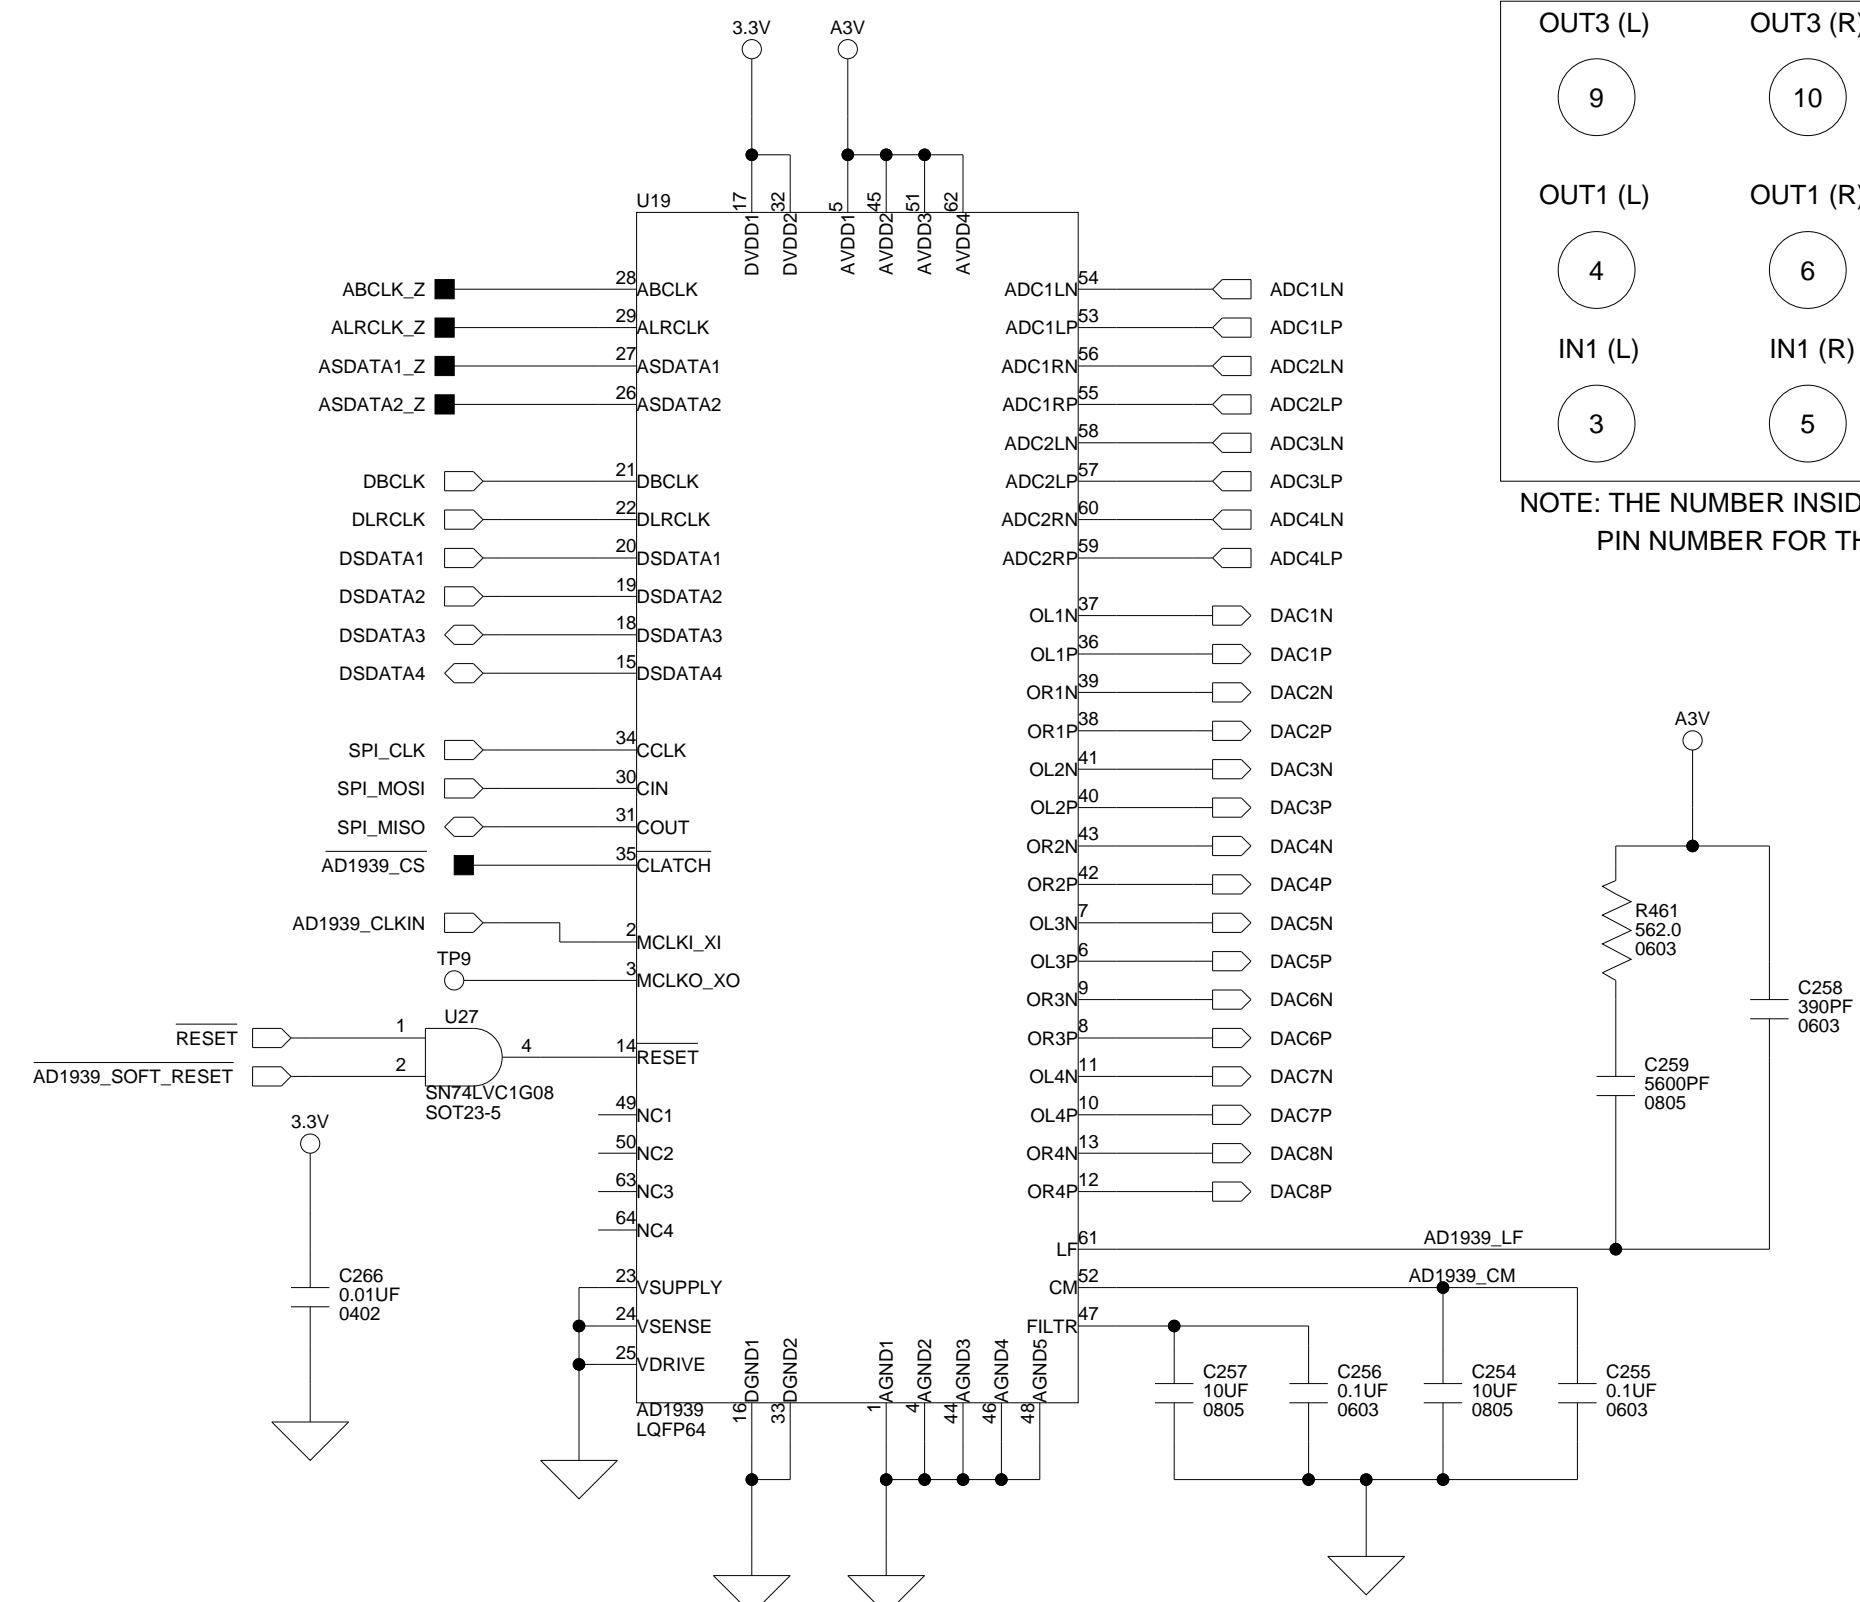 3.3V
A3V
OUT3 (L)
OUT3 (R)
9
10
OUT1 (L)
OUT1 (R)
4
6
IN1 (L)
IN1 (R)
3
5
NOTE: THE NUMBER INSID
PIN NUMBER FOR TH
U19
17
32
5
45
51
62
DVDD1
DVDD2
AVDD1
AVDD2
AVDD3
AVDD4
ABCLK_Z 28 ABCLK
ALRCLK_Z 29 ALRCLK
ASDATA1_Z 27 ASDATA1
ASDATA2_Z 26 ASDATA2
DBCLK 21 DBCLK
DLRCLK 22 DLRCLK
DSDATA1 20 DSDATA1
DSDATA2 19 DSDATA2
DSDATA3 18 DSDATA3
DSDATA4 15 DSDATA4
SPI_CLK 34 CCLK
SPI_MOSI 30 CIN
SPI_MISO 31 COUT
AD1939_CS 35 CLATCH
AD1939_CLKIN 2 MCLKI_XI
TP9 3 MCLKO_XO
U27
RESET 1
AD1939_SOFT_RESET 2
4 14 RESET
SN74LVC1G08
SOT23-5
49 NC1
50 NC2
63 NC3
64 NC4
23 VSUPPLY
24 VSENSE
25 VDRIVE
3.3V
C266
0.01UF
0402
ADC1LN 54 ADC1LN
ADC1LP 53 ADC1LP
ADC1RN 56 ADC2LN
ADC1RP 55 ADC2LP
ADC2LN 58 ADC3LN
ADC2LP 57 ADC3LP
ADC2RN 60 ADC4LN
ADC2RP 59 ADC4LP
OL1N 37 DAC1N
OL1P 36 DAC1P
OR1N 39 DAC2N
OR1P 38 DAC2P
OL2N 41 DAC3N
OL2P 40 DAC3P
OR2N 43 DAC4N
OR2P 42 DAC4P
OL3N 7 DAC5N
OL3P 6 DAC5P
OR3N 9 DAC6N
OR3P 8 DAC6P
OL4N 11 DAC7N
OL4P 10 DAC7P
OR4N 13 DAC8N
OR4P 12 DAC8P
LF 61 AD1939_LF
CM 52 AD1939_CM
FILTR 47
A3V
R461
562.0
0603
C258
390PF
0603
C259
5600PF
0805
C257
10UF
0805
C256
0.1UF
0603
C254
10UF
0805
C255
0.1UF
0603
DGND1
DGND2
AGND1
AGND2
AGND3
AGND4
AGND5
AD1939
LQFP64
16
33
1
4
44
46
48